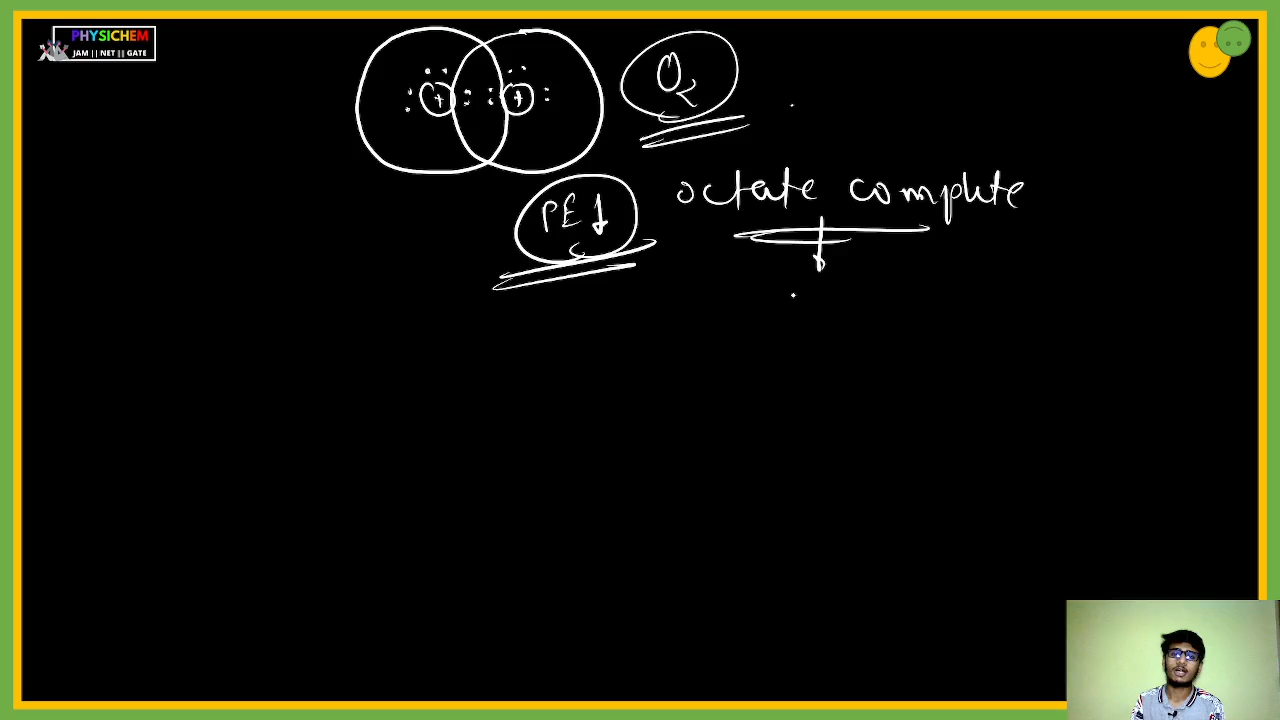 PHYSICHEM
JAM || NET || GATE
O2
octate complete
PE↓